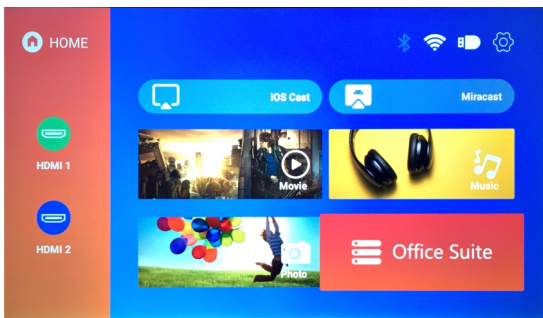 HOME
iOS Cast
Miracast
HDMI 1
Movie
Music
HDMI 2
Photo
Office Suite